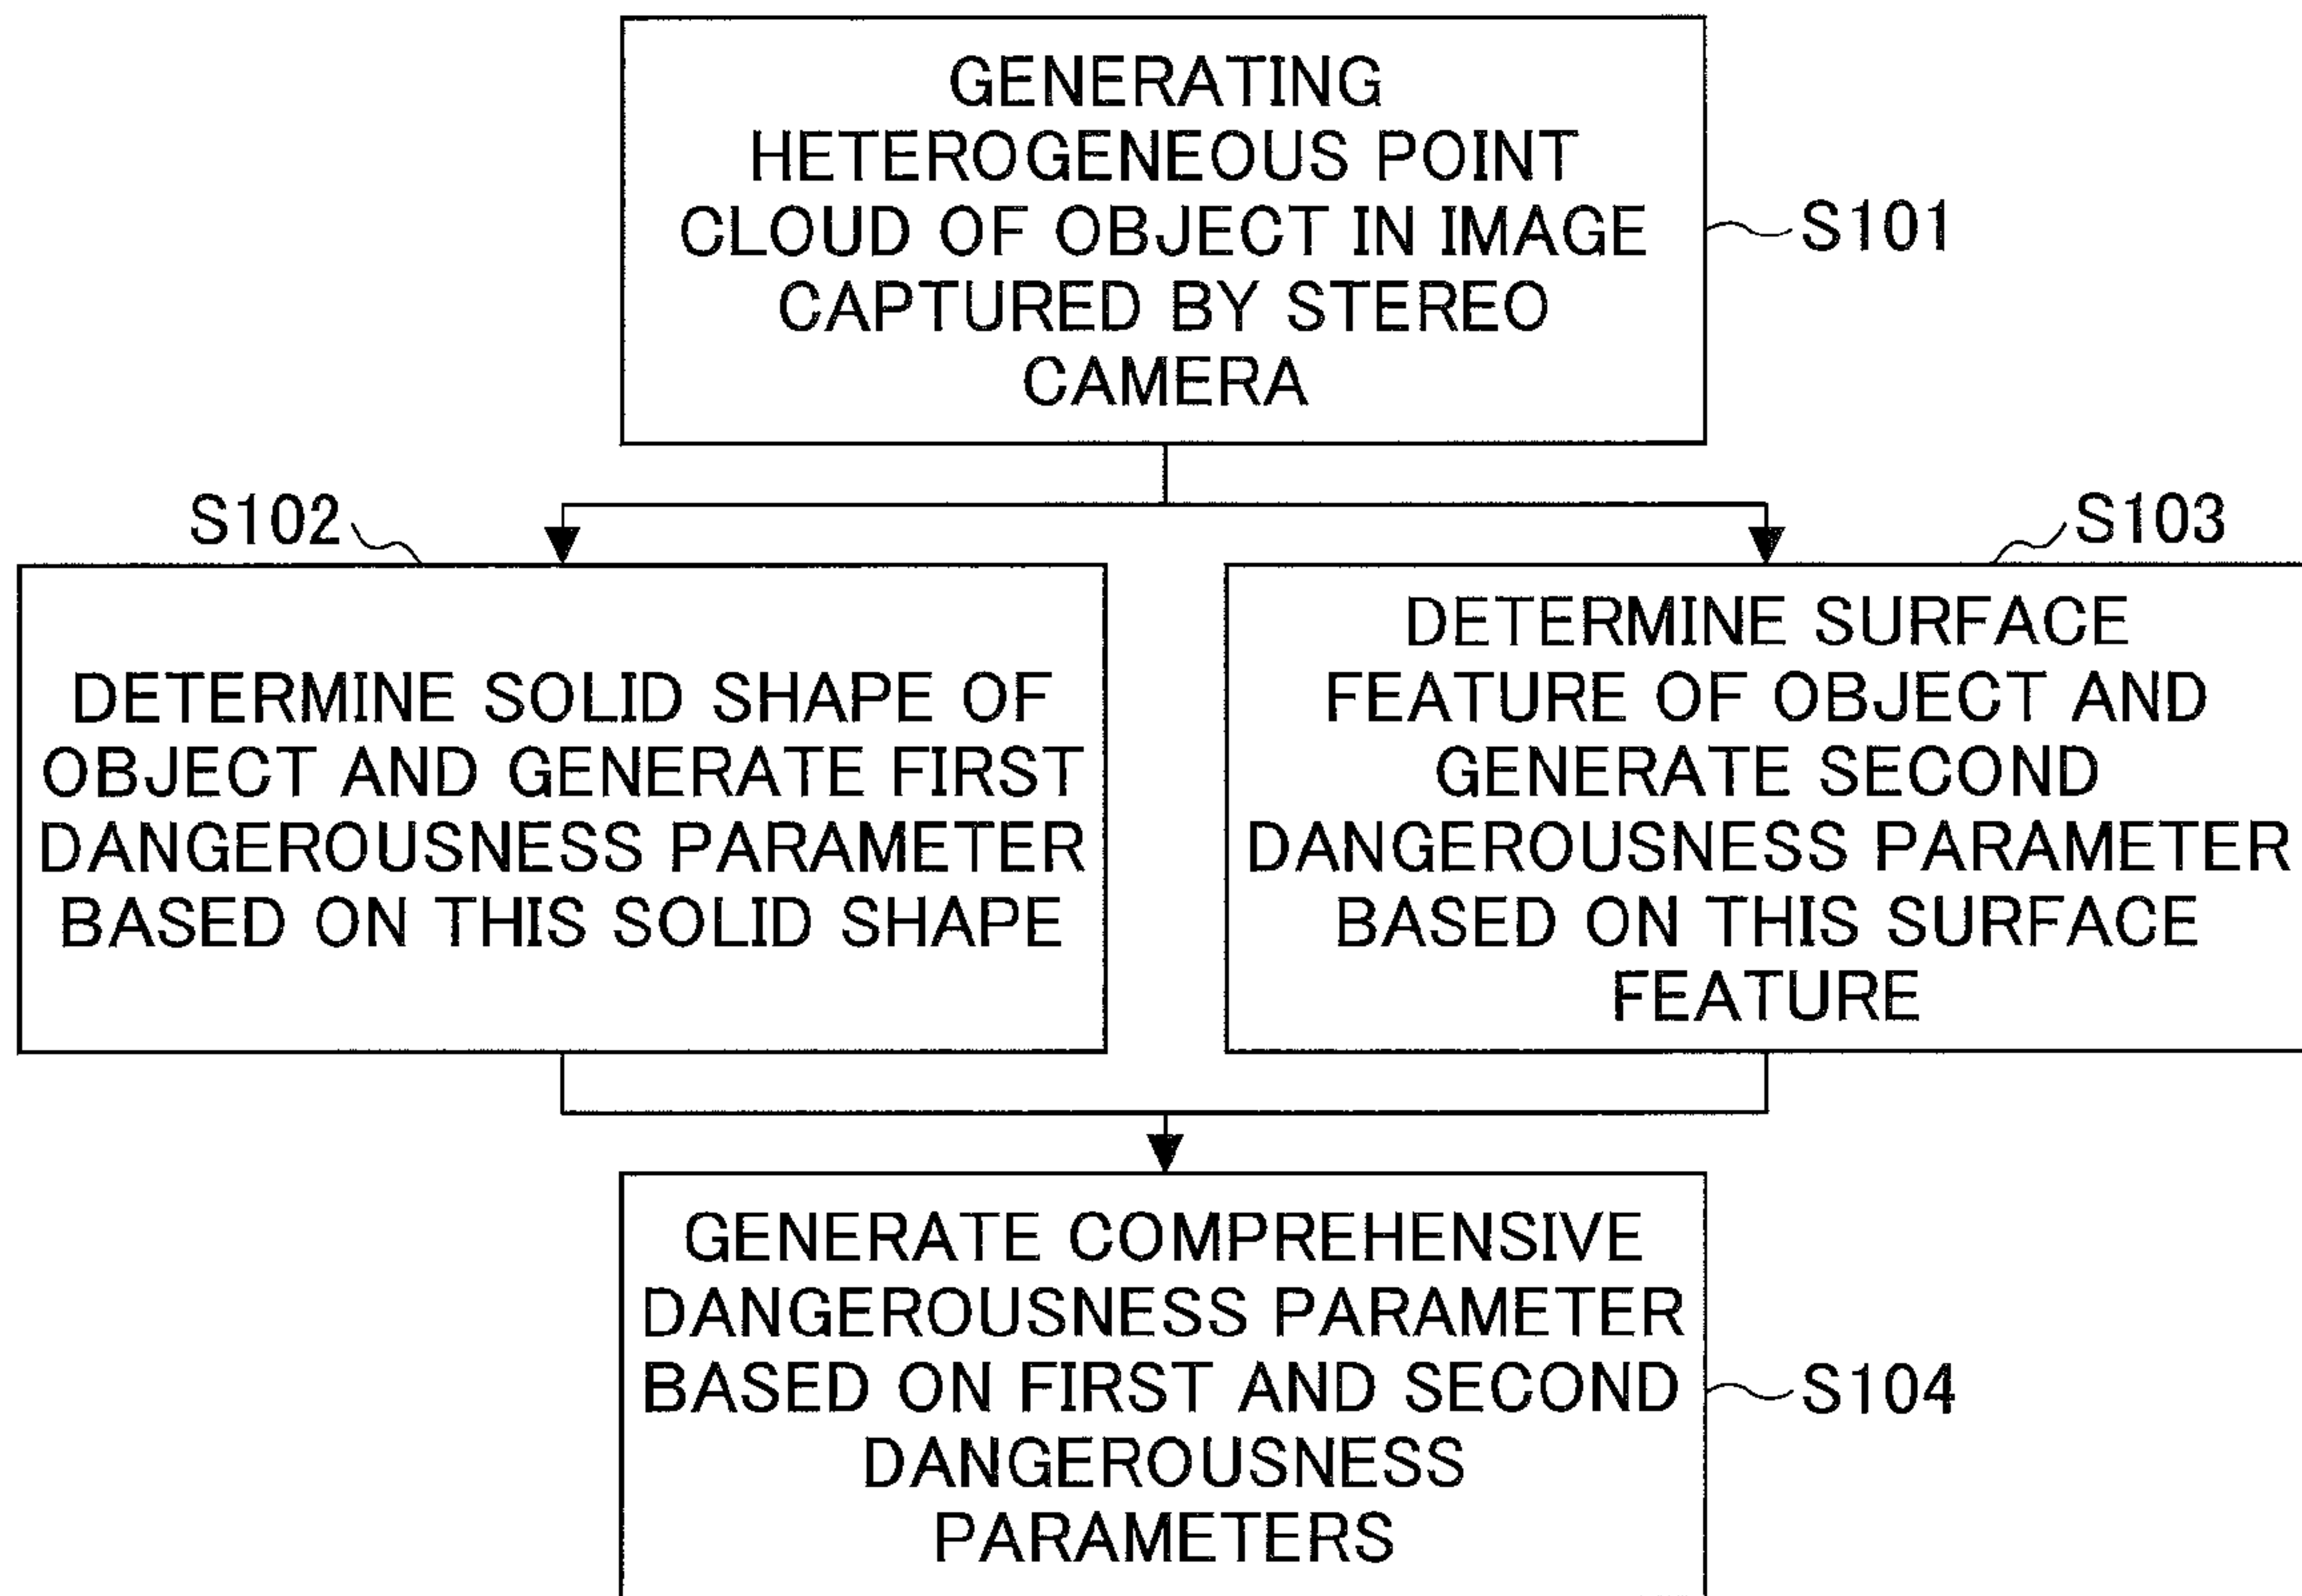 GENERATING
HETEROGENEOUS POINT
CLOUD OF OBJECT IN IMAGE
CAPTURED BY STEREO
CAMERA
S101
S102
DETERMINE SOLID SHAPE OF
OBJECT AND GENERATE FIRST
DANGEROUSNESS PARAMETER
BASED ON THIS SOLID SHAPE
S103
DETERMINE SURFACE
FEATURE OF OBJECT AND
GENERATE SECOND
DANGEROUSNESS PARAMETER
BASED ON THIS SURFACE
FEATURE
GENERATE COMPREHENSIVE
DANGEROUSNESS PARAMETER
BASED ON FIRST AND SECOND
DANGEROUSNESS
PARAMETERS
S104